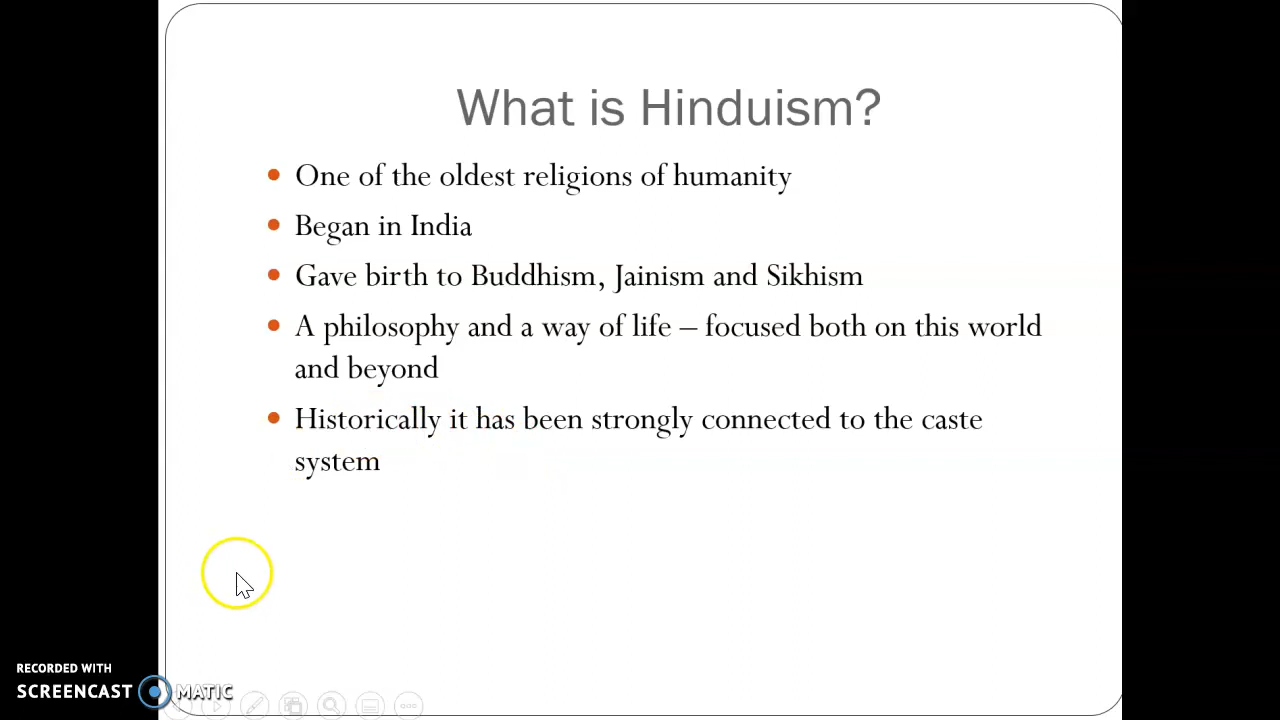 What is Hinduism?
• One of the oldest religions of humanity
• Began in India
• Gave birth to Buddhism, Jainism and Sikhism
• A philosophy and a way of life – focused both on this world
and beyond
• Historically it has been strongly connected to the caste
system
RECORDED WITH
SCREENCAST MATIC